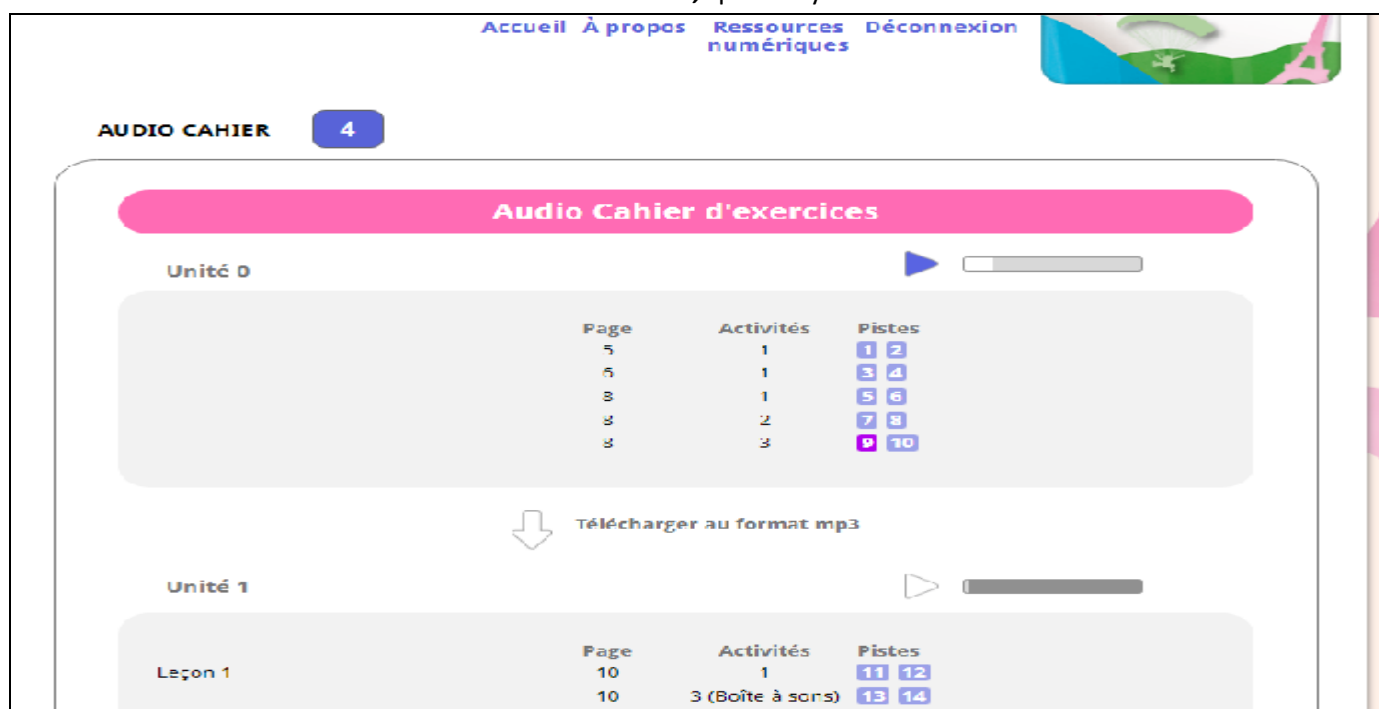 Accueil À propos Ressources numériques Déconnexion
AUDIO CAHIER 4
Audio Cahier d'exercices
Unité 0
Page Activités Pistes
5 1 1 2
6 1 3 4
8 1 5 6
8 2 7 8
8 3 9 10
Télécharger au format mp3
Unité 1
Page Activités Pistes
Leçon 1 10 1 11 12
10 3 (Boîte à sons) 13 14